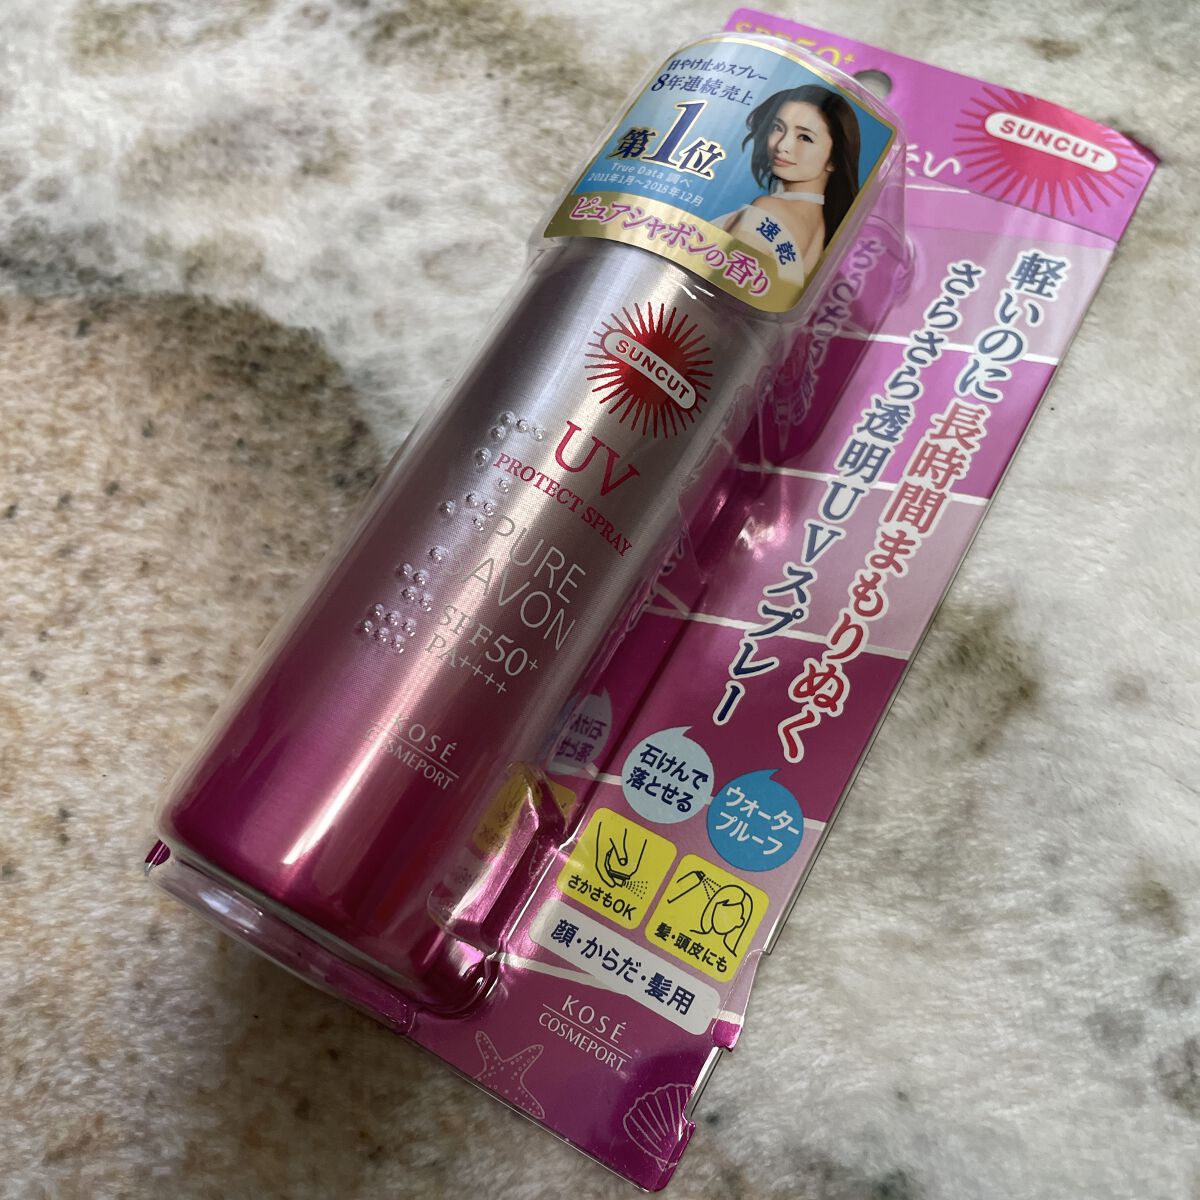 SPF50+
SUNCUT
日やけ止めスプレー
8年連続売上
第1位
True Data 調べ
2011年1月～2018年12月
ピュアシャボンの香り
速乾
SUNCUT
UV
PROTECT SPRAY
PURE
AVON
SPF50+
PA++++
KOSÉ
COSMEPORT
軽いのに長時間まもりぬく
さらさら透明UVスプレー
石けんで
落とせる
ウォーター
プルーフ
さかさもOK
髪・頭皮にも
顔・からだ・髪用
KOSÉ
COSMEPORT